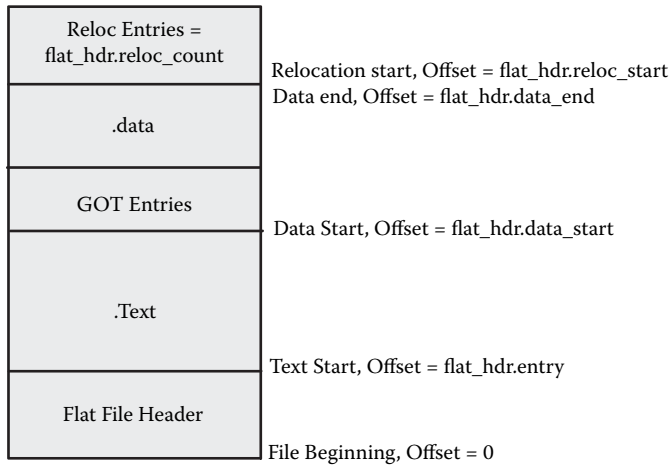 Reloc Entries =
flat_hdr.reloc_count
Relocation start, Offset = flat_hdr.reloc_start
Data end, Offset = flat_hdr.data_end
.data
GOT Entries
Data Start, Offset = flat_hdr.data_start
.Text
Text Start, Offset = flat_hdr.entry
Flat File Header
File Beginning, Offset = 0